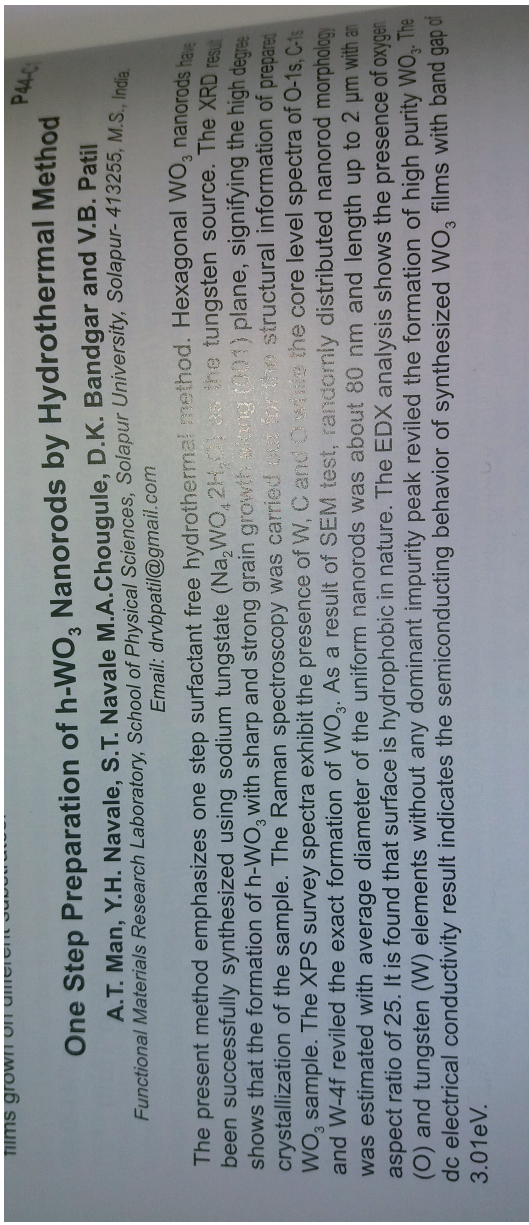 films grown on different substrates.
P44-C
One Step Preparation of h-WO₃ Nanorods by Hydrothermal Method
A.T. Man, Y.H. Navale, S.T. Navale M.A.Chougule, D.K. Bandgar and V.B. Patil
Functional Materials Research Laboratory, School of Physical Sciences, Solapur University, Solapur- 413255, M.S., India.
Email: drvbpatil@gmail.com
The present method emphasizes one step surfactant free hydrothermal method. Hexagonal WO₃ nanorods have
been successfully synthesized using sodium tungstate (Na₂WO₄ 2H₂O) as the tungsten source. The XRD result
shows that the formation of h-WO₃ with sharp and strong grain growth along (001) plane, signifying the high degree
crystallization of the sample. The Raman spectroscopy was carried out for the structural information of prepared
WO₃ sample. The XPS survey spectra exhibit the presence of W, C and O while the core level spectra of O-1s, C-1s
and W-4f reviled the exact formation of WO₃. As a result of SEM test, randomly distributed nanorod morphology
was estimated with average diameter of the uniform nanorods was about 80 nm and length up to 2 μm with an
aspect ratio of 25. It is found that surface is hydrophobic in nature. The EDX analysis shows the presence of oxygen
(O) and tungsten (W) elements without any dominant impurity peak reviled the formation of high purity WO₃. The
dc electrical conductivity result indicates the semiconducting behavior of synthesized WO₃ films with band gap of
3.01eV.